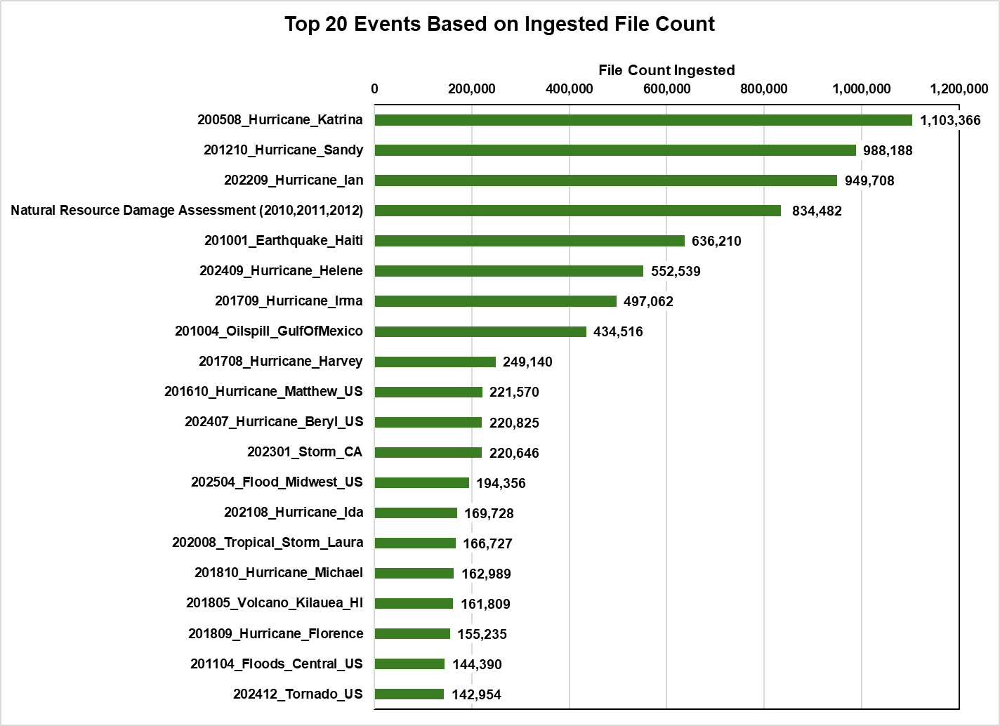 Top 20 Events Based on Ingested File Count
File Count Ingested
0 200,000 400,000 600,000 800,000 1,000,000 1,200,000
200508_Hurricane_Katrina 1,103,366
201210_Hurricane_Sandy 988,188
202209_Hurricane_Ian 949,708
Natural Resource Damage Assessment (2010,2011,2012) 834,482
201001_Earthquake_Haiti 636,210
202409_Hurricane_Helene 552,539
201709_Hurricane_Irma 497,062
201004_Oilspill_GulfOfMexico 434,516
201708_Hurricane_Harvey 249,140
201610_Hurricane_Matthew_US 221,570
202407_Hurricane_Beryl_US 220,825
202301_Storm_CA 220,646
202504_Flood_Midwest_US 194,356
202108_Hurricane_Ida 169,728
202008_Tropical_Storm_Laura 166,727
201810_Hurricane_Michael 162,989
201805_Volcano_Kilauea_HI 161,809
201809_Hurricane_Florence 155,235
201104_Floods_Central_US 144,390
202412_Tornado_US 142,954